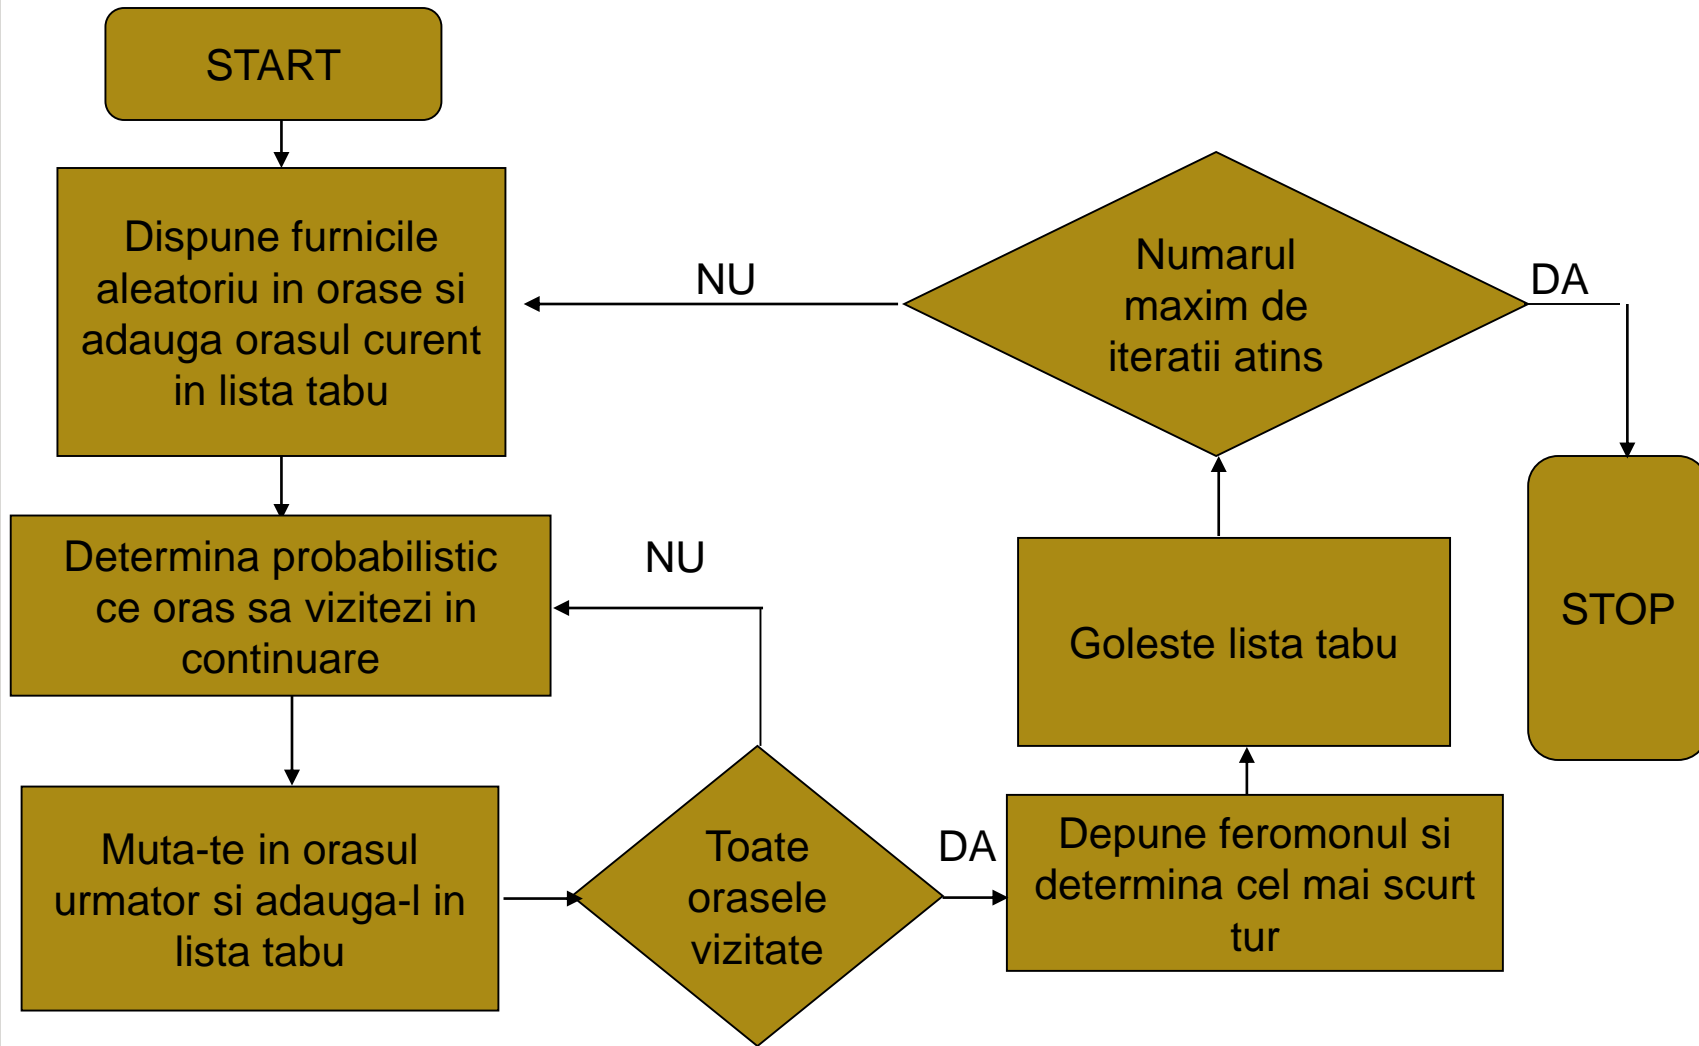 START
Dispune furnicile
aleatoriu in orase si
adauga orasul curent
in lista tabu
Determina probabilistic
ce oras sa vizitezi in
continuare
Muta-te in orasul
urmator si adauga-l in
lista tabu
NU
Toate
orasele
vizitate
DA
Depune feromonul si
determina cel mai scurt
tur
Goleste lista tabu
Numarul
maxim de
iteratii atins
NU
DA
STOP